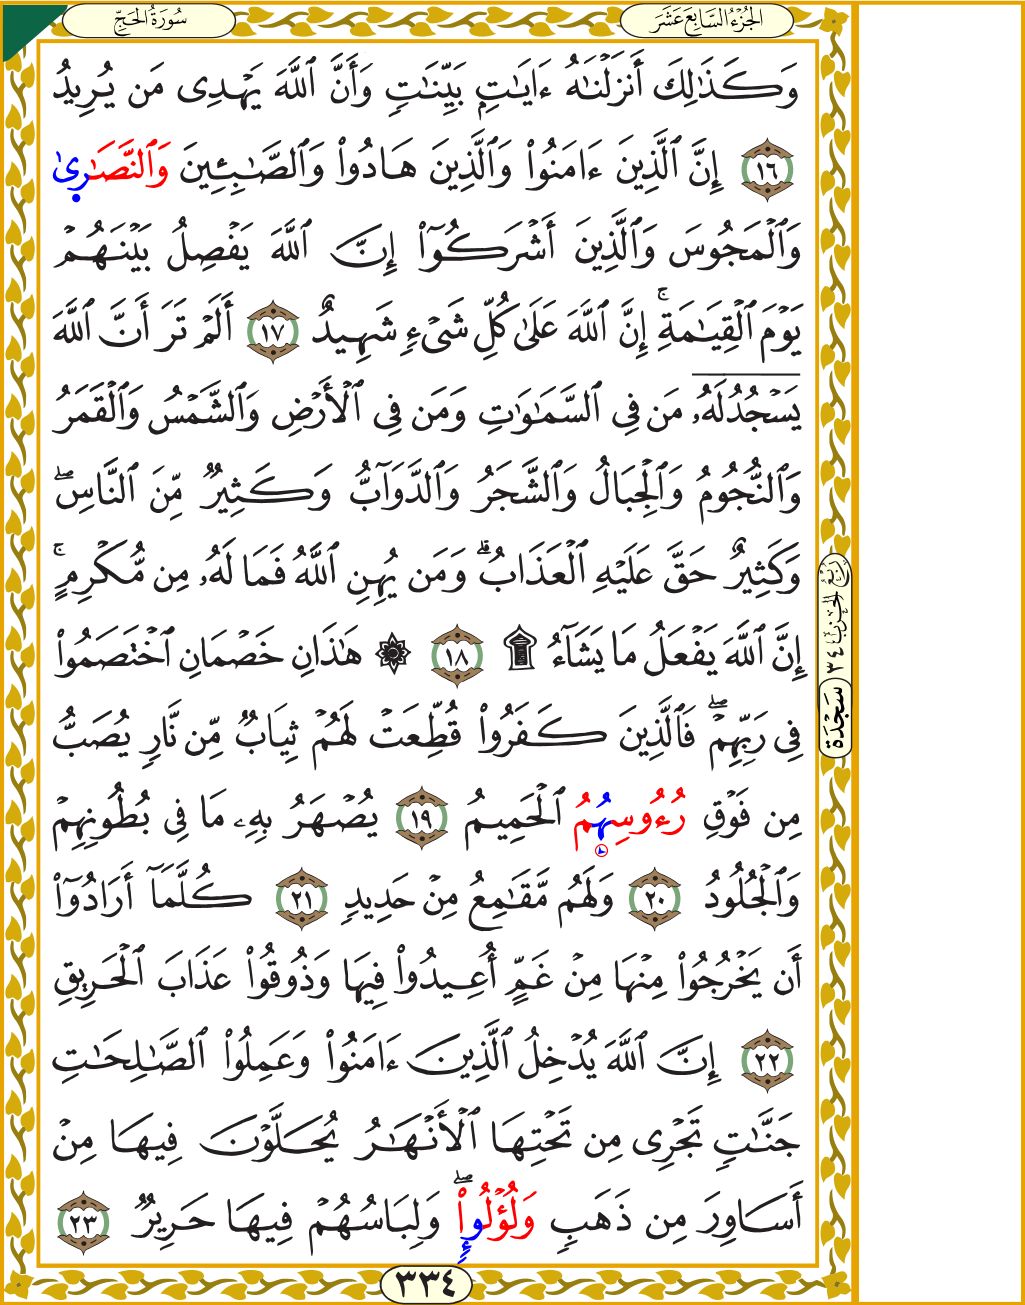 الجُزْءُ السَّابِعَ عَشَرَ
سُورَةُ الحَجِّ
وَكَذَٰلِكَ أَنزَلْنَٰهُ ءَايَٰتِۭ بَيِّنَٰتٍ وَأَنَّ ٱللَّهَ يَهْدِى مَن يُرِيدُ
١٦ إِنَّ ٱلَّذِينَ ءَامَنُوا۟ وَٱلَّذِينَ هَادُوا۟ وَٱلصَّٰبِـِٔينَ وَٱلنَّصَٰرِىٰ
وَٱلْمَجُوسَ وَٱلَّذِينَ أَشْرَكُوٓا۟ إِنَّ ٱللَّهَ يَفْصِلُ بَيْنَهُمْ
يَوْمَ ٱلْقِيَٰمَةِ ۚ إِنَّ ٱللَّهَ عَلَىٰ كُلِّ شَىْءٍ شَهِيدٌ ١٧ أَلَمْ تَرَ أَنَّ ٱللَّهَ
يَسْجُدُ لَهُۥ مَن فِى ٱلسَّمَٰوَٰتِ وَمَن فِى ٱلْأَرْضِ وَٱلشَّمْسُ وَٱلْقَمَرُ
وَٱلنُّجُومُ وَٱلْجِبَالُ وَٱلشَّجَرُ وَٱلدَّوَآبُّ وَكَثِيرٌ مِّنَ ٱلنَّاسِ ۖ
وَكَثِيرٌ حَقَّ عَلَيْهِ ٱلْعَذَابُ ۗ وَمَن يُهِنِ ٱللَّهُ فَمَا لَهُۥ مِن مُّكْرِمٍ ۚ
إِنَّ ٱللَّهَ يَفْعَلُ مَا يَشَآءُ ۩ ١٨ ۞ هَٰذَانِ خَصْمَانِ ٱخْتَصَمُوا۟
فِى رَبِّهِمْ ۖ فَٱلَّذِينَ كَفَرُوا۟ قُطِّعَتْ لَهُمْ ثِيَابٌ مِّن نَّارٍ يُصَبُّ
مِن فَوْقِ رُءُوسِهِمُ ٱلْحَمِيمُ ١٩ يُصْهَرُ بِهِۦ مَا فِى بُطُونِهِمْ
وَٱلْجُلُودُ ٢٠ وَلَهُم مَّقَٰمِعُ مِنْ حَدِيدٍ ٢١ كُلَّمَآ أَرَادُوٓا۟
أَن يَخْرُجُوا۟ مِنْهَا مِنْ غَمٍّ أُعِيدُوا۟ فِيهَا وَذُوقُوا۟ عَذَابَ ٱلْحَرِيقِ
٢٢ إِنَّ ٱللَّهَ يُدْخِلُ ٱلَّذِينَ ءَامَنُوا۟ وَعَمِلُوا۟ ٱلصَّٰلِحَٰتِ
جَنَّٰتٍ تَجْرِى مِن تَحْتِهَا ٱلْأَنْهَٰرُ يُحَلَّوْنَ فِيهَا مِنْ
أَسَاوِرَ مِن ذَهَبٍ وَلُؤْلُوإٍا۟ ۖ وَلِبَاسُهُمْ فِيهَا حَرِيرٌ ٢٣
رُبْعُ الحِزْبِ ٣٤
سَجْدَة
٣٣٤